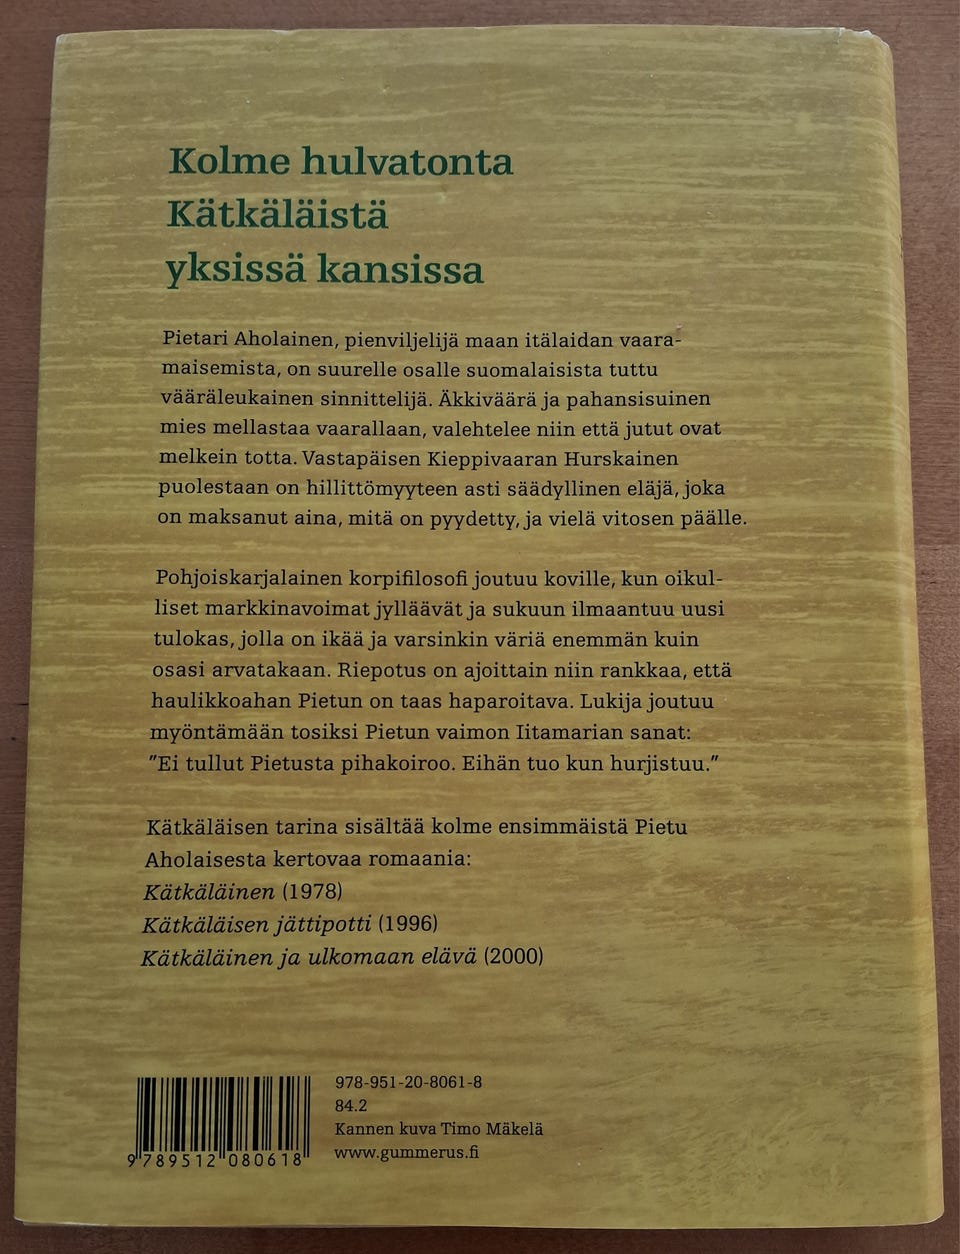 Kolme hulvatonta
Kätkäläistä
yksissä kansissa
Pietari Aholainen, pienviljelijä maan itälaidan vaara-
maisemista, on suurelle osalle suomalaisista tuttu
vääräleukainen sinnittelijä. Äkkiväärä ja pahansisuinen
mies mellastaa vaarallaan, valehtelee niin että jutut ovat
melkein totta. Vastapäisen Kieppivaaran Hurskainen
puolestaan on hillittömyyteen asti säädyllinen eläjä, joka
on maksanut aina, mitä on pyydetty, ja vielä vitosen päälle.
Pohjoiskarjalainen korpifilosofi joutuu koville, kun oikul-
liset markkinavoimat jylläävät ja sukuun ilmaantuu uusi
tulokas, jolla on ikää ja varsinkin väriä enemmän kuin
osasi arvatakaan. Riepotus on ajoittain niin rankkaa, että
haulikkoahan Pietun on taas haparoitava. Lukija joutuu
myöntämään tosiksi Pietun vaimon Iitamarian sanat:
"Ei tullut Pietusta pihakoiroo. Eihän tuo kun hurjistuu."
Kätkäläisen tarina sisältää kolme ensimmäistä Pietu
Aholaisesta kertovaa romaania:
Kätkäläinen (1978)
Kätkäläisen jättipotti (1996)
Kätkäläinen ja ulkomaan elävä (2000)
978-951-20-8061-8
84.2
Kannen kuva Timo Mäkelä
www.gummerus.fi
9 789512 080618